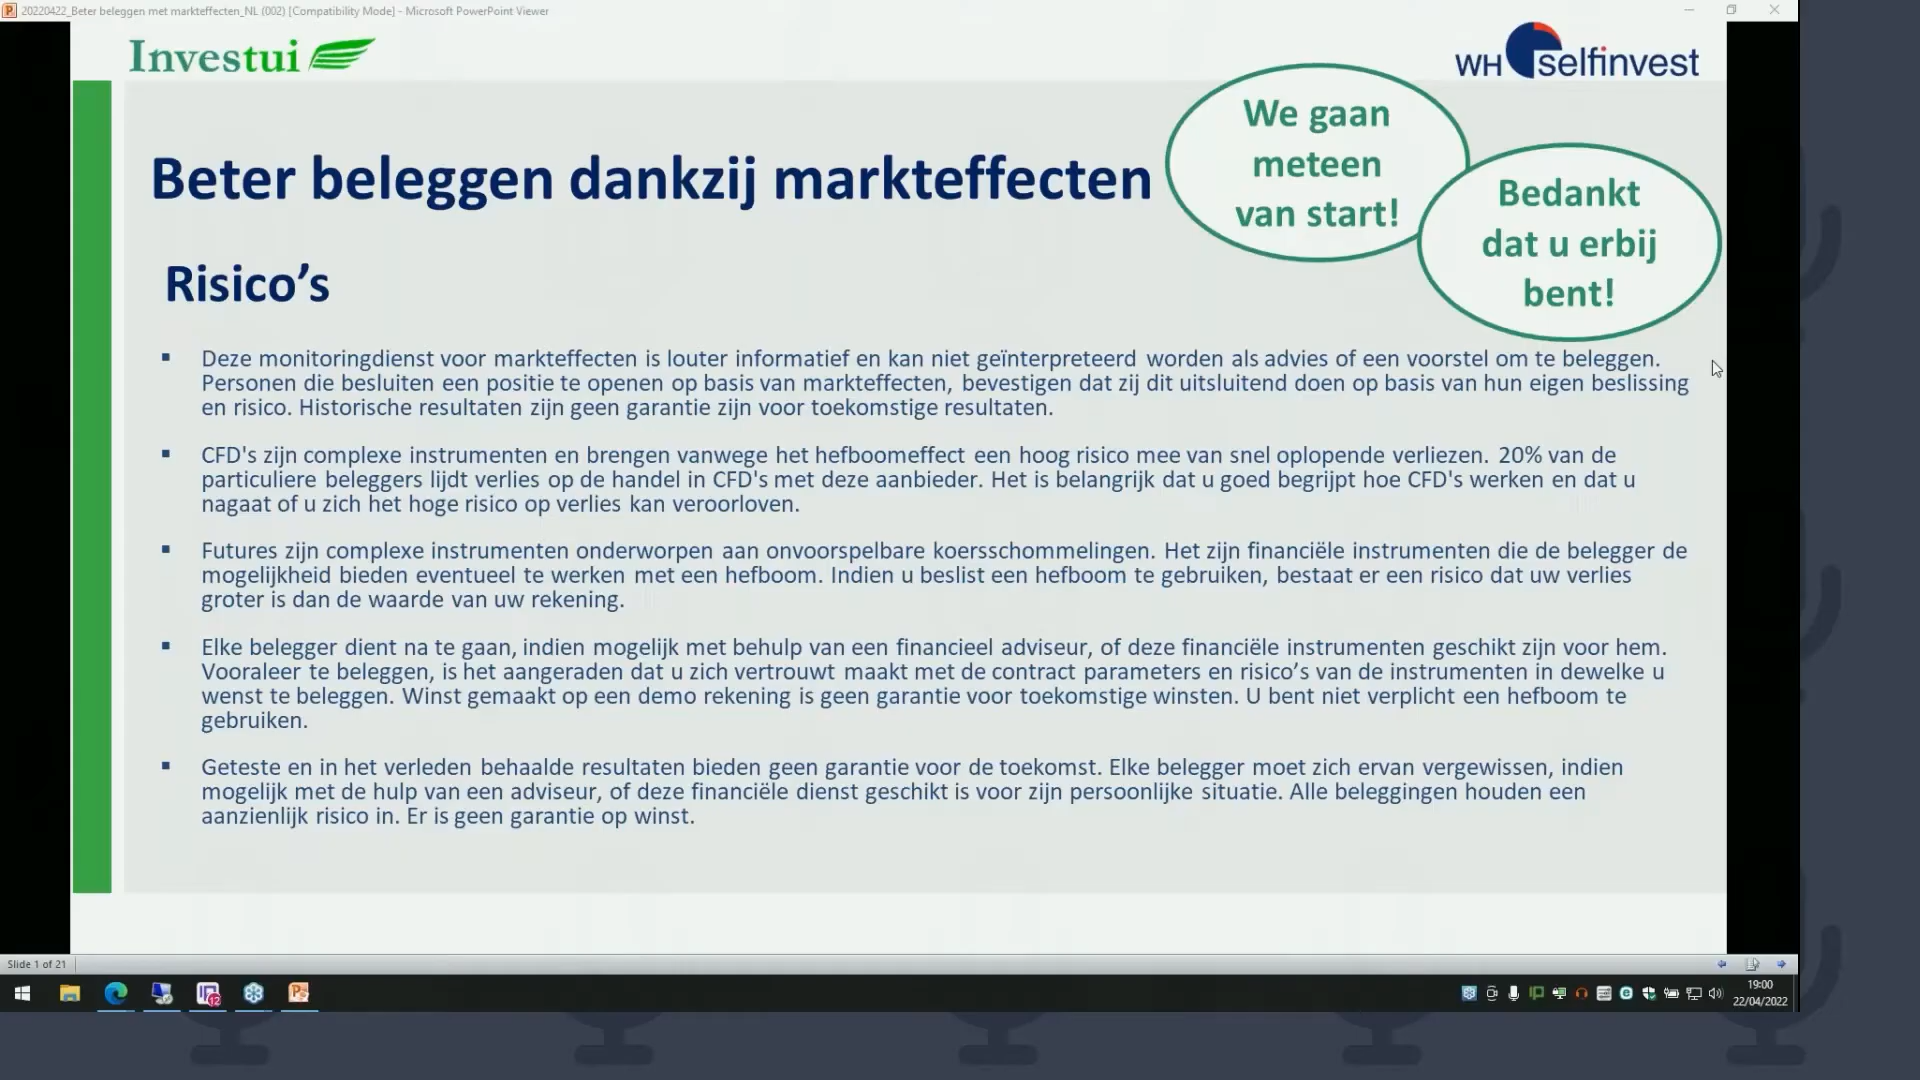 20220422_Beter beleggen met markteffecten_NL (002) [Compatibility Mode] - Microsoft PowerPoint Viewer
Investui
WH selfinvest
We gaan
meteen
van start!
Bedankt
dat u erbij
bent!
Beter beleggen dankzij markteffecten
Risico’s
▪ Deze monitoringdienst voor markteffecten is louter informatief en kan niet geïnterpreteerd worden als advies of een voorstel om te beleggen.
Personen die besluiten een positie te openen op basis van markteffecten, bevestigen dat zij dit uitsluitend doen op basis van hun eigen beslissing
en risico. Historische resultaten zijn geen garantie zijn voor toekomstige resultaten.
▪ CFD's zijn complexe instrumenten en brengen vanwege het hefboomeffect een hoog risico mee van snel oplopende verliezen. 20% van de
particuliere beleggers lijdt verlies op de handel in CFD's met deze aanbieder. Het is belangrijk dat u goed begrijpt hoe CFD's werken en dat u
nagaat of u zich het hoge risico op verlies kan veroorloven.
▪ Futures zijn complexe instrumenten onderworpen aan onvoorspelbare koersschommelingen. Het zijn financiële instrumenten die de belegger de
mogelijkheid bieden eventueel te werken met een hefboom. Indien u beslist een hefboom te gebruiken, bestaat er een risico dat uw verlies
groter is dan de waarde van uw rekening.
▪ Elke belegger dient na te gaan, indien mogelijk met behulp van een financieel adviseur, of deze financiële instrumenten geschikt zijn voor hem.
Vooraleer te beleggen, is het aangeraden dat u zich vertrouwt maakt met de contract parameters en risico’s van de instrumenten in dewelke u
wenst te beleggen. Winst gemaakt op een demo rekening is geen garantie voor toekomstige winsten. U bent niet verplicht een hefboom te
gebruiken.
▪ Geteste en in het verleden behaalde resultaten bieden geen garantie voor de toekomst. Elke belegger moet zich ervan vergewissen, indien
mogelijk met de hulp van een adviseur, of deze financiële dienst geschikt is voor zijn persoonlijke situatie. Alle beleggingen houden een
aanzienlijk risico in. Er is geen garantie op winst.
Slide 1 of 21
19:00
22/04/2022